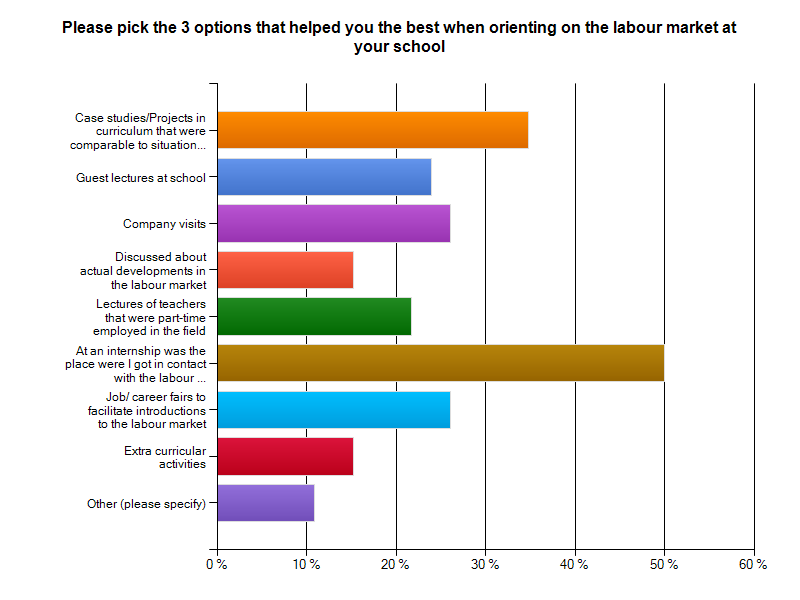 Please pick the 3 options that helped you the best when orienting on the labour market at
your school
Case studies/Projects in
curriculum that were
comparable to situation...
Guest lectures at school
Company visits
Discussed about
actual developments in
the labour market
Lectures of teachers
that were part-time
employed in the field
At an internship was the
place were I got in contact
with the labour ...
Job/ career fairs to
facilitate introductions
to the labour market
Extra curricular
activities
Other (please specify)
0 % 10 % 20 % 30 % 40 % 50 % 60 %